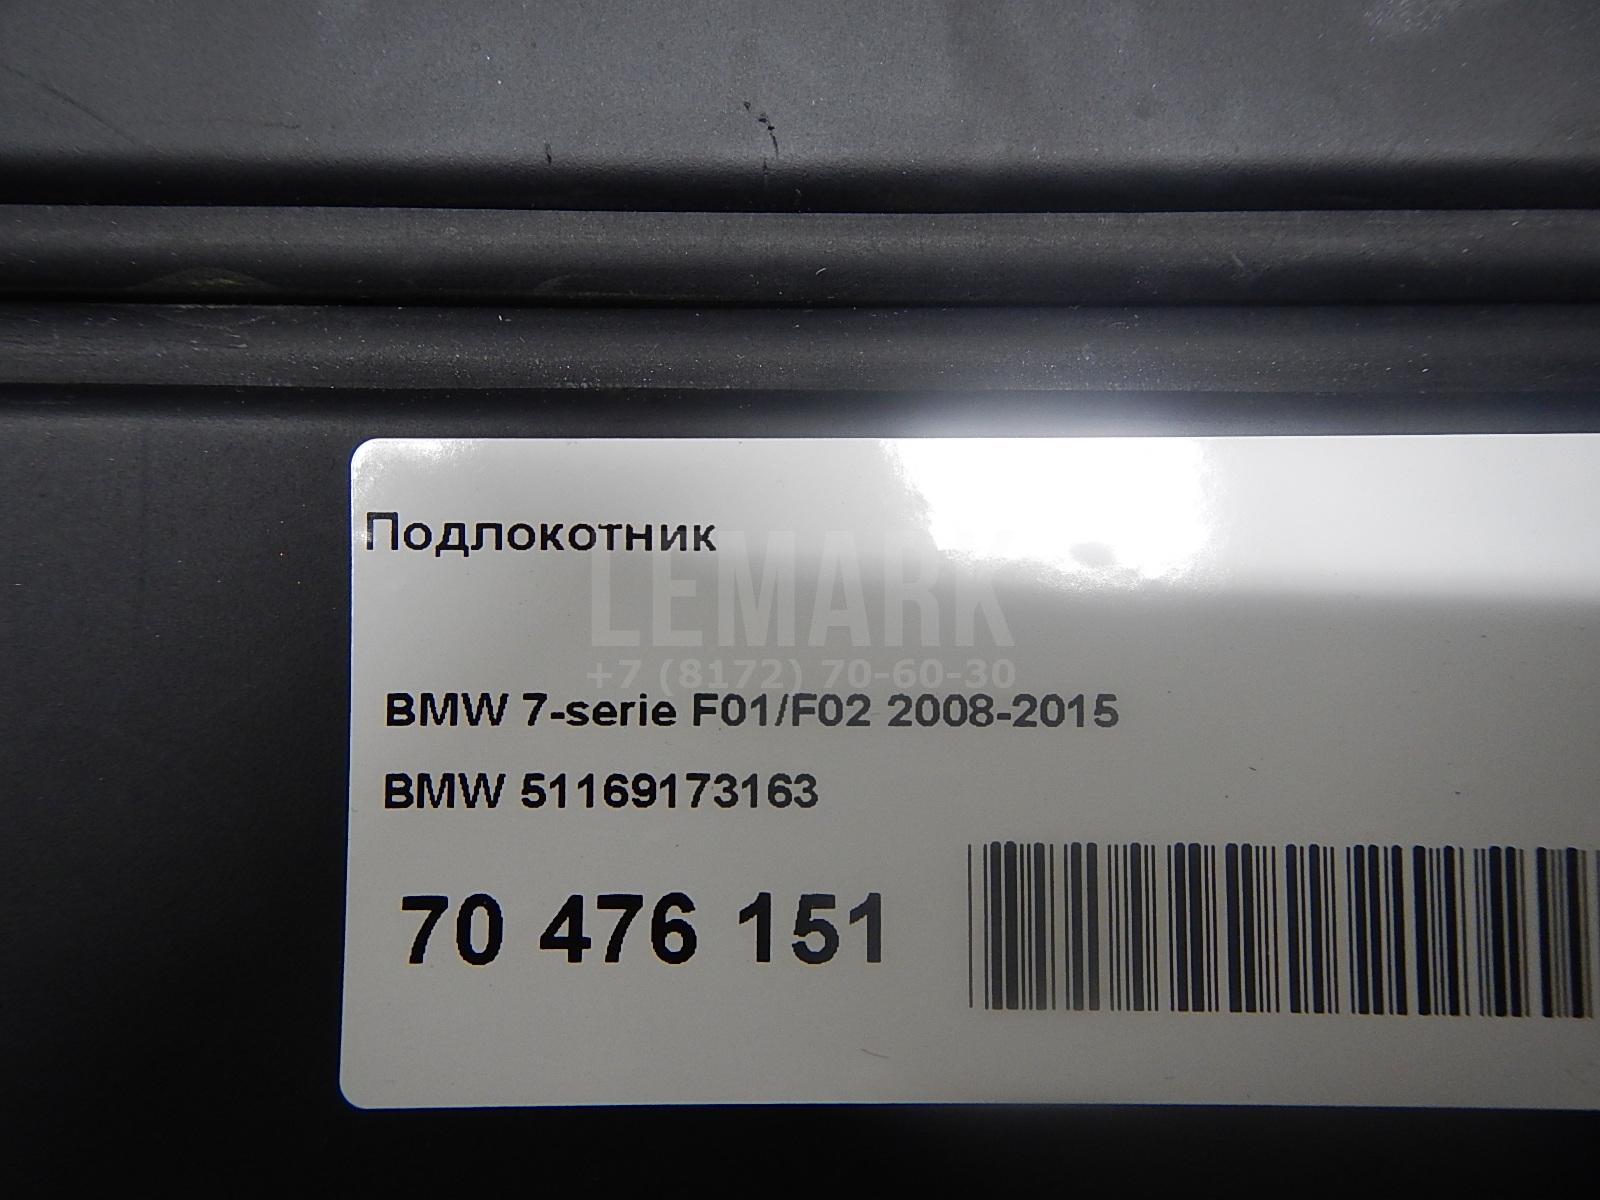 Подлокотник
LEMARK
+7 (8172) 70-60-30
BMW 7-serie F01/F02 2008-2015
BMW 51169173163
70 476 151